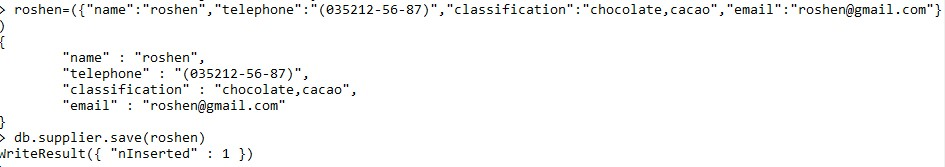 > roshen=({"name":"roshen","telephone":"(035212-56-87)","classification":"chocolate,cacao","email":"roshen@gmail.com"}
)
{
"name" : "roshen",
"telephone" : "(035212-56-87)",
"classification" : "chocolate,cacao",
"email" : "roshen@gmail.com"
}
> db.supplier.save(roshen)
WriteResult({ "nInserted" : 1 })